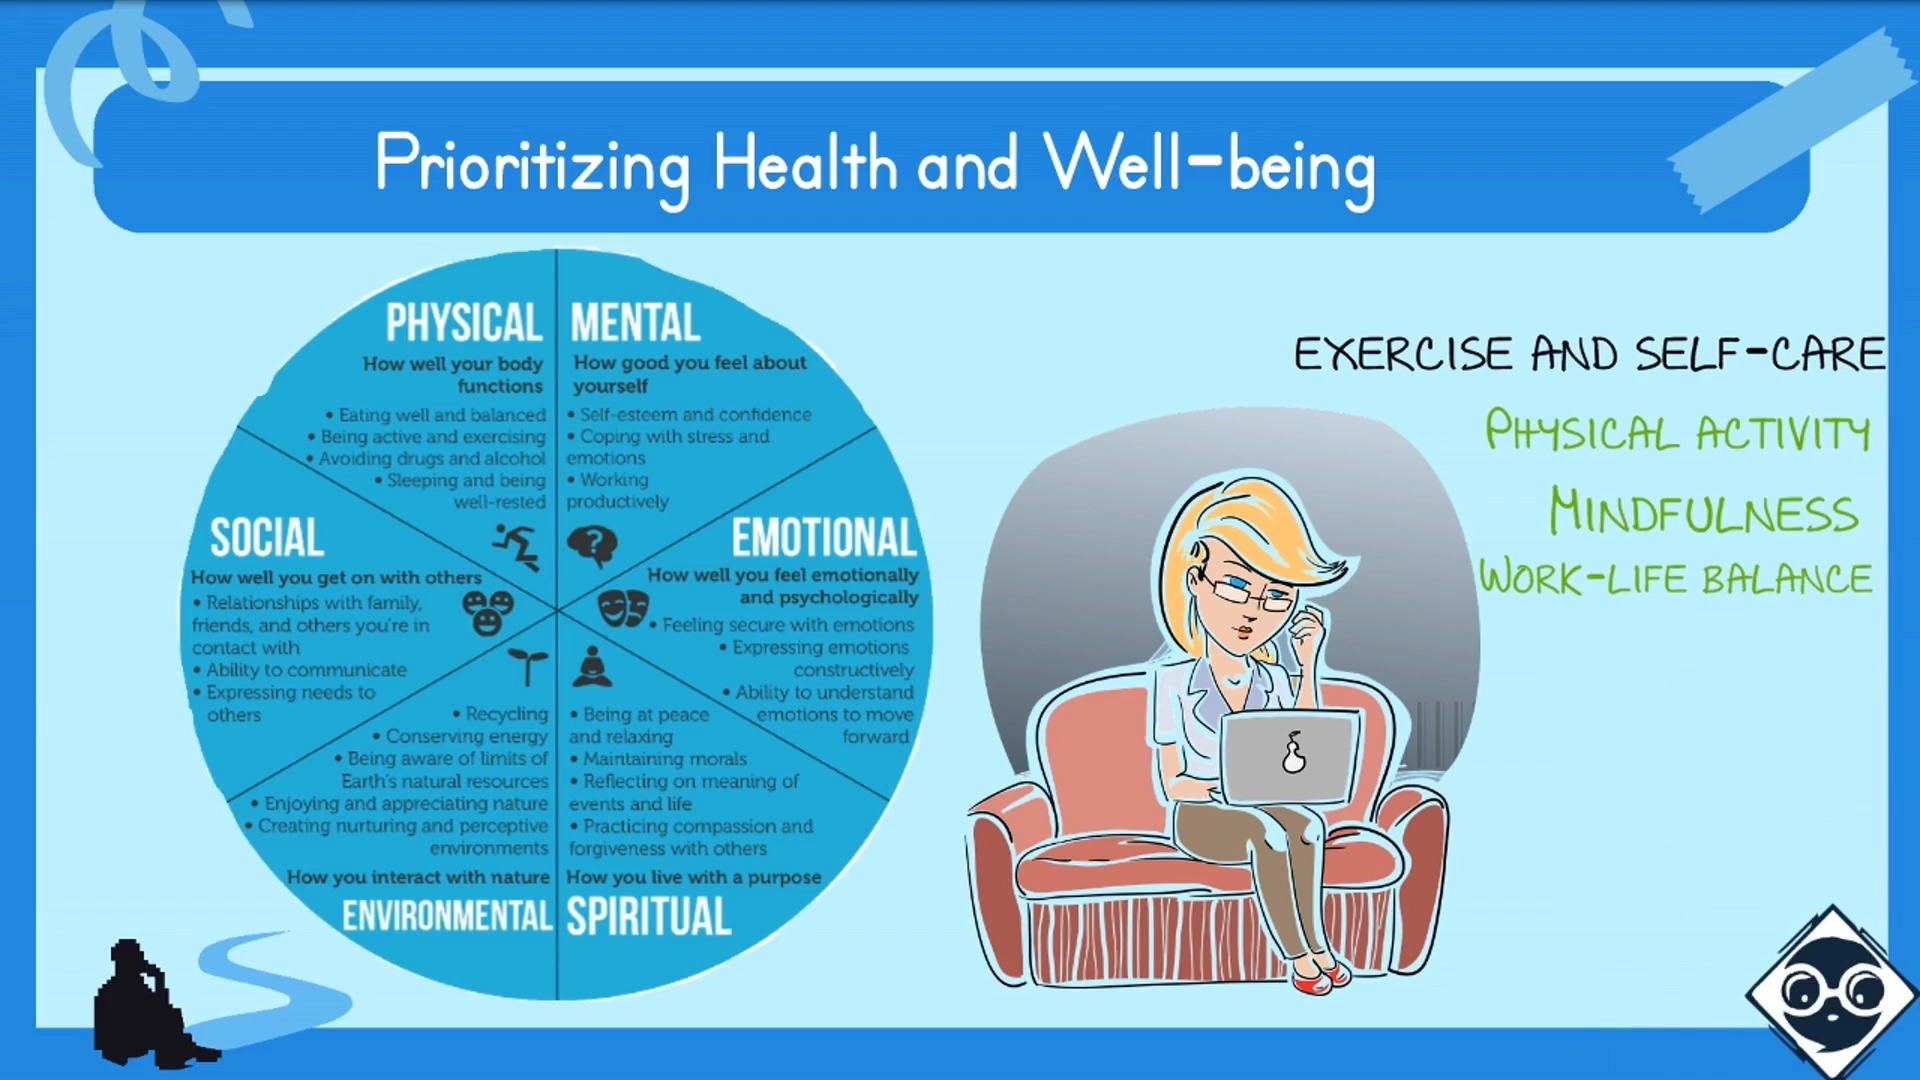 Prioritizing Health and Well-being
PHYSICAL
How well your body
functions
• Eating well and balanced
• Being active and exercising
• Avoiding drugs and alcohol
• Sleeping and being
well-rested
MENTAL
How good you feel about
yourself
• Self-esteem and confidence
• Coping with stress and
emotions
• Working
productively
SOCIAL
How well you get on with others
• Relationships with family,
friends, and others you're in
contact with
• Ability to communicate
• Expressing needs to
others
EMOTIONAL
How well you feel emotionally
and psychologically
• Feeling secure with emotions
• Expressing emotions
constructively
• Ability to understand
emotions to move
forward
• Recycling
• Conserving energy
• Being aware of limits of
Earth's natural resources
• Enjoying and appreciating nature
• Creating nurturing and perceptive
environments
How you interact with nature
ENVIRONMENTAL
• Being at peace
and relaxing
• Maintaining morals
• Reflecting on meaning of
events and life
• Practicing compassion and
forgiveness with others
How you live with a purpose
SPIRITUAL
EXERCISE AND SELF-CARE
PHYSICAL ACTIVITY
MINDFULNESS
WORK-LIFE BALANCE